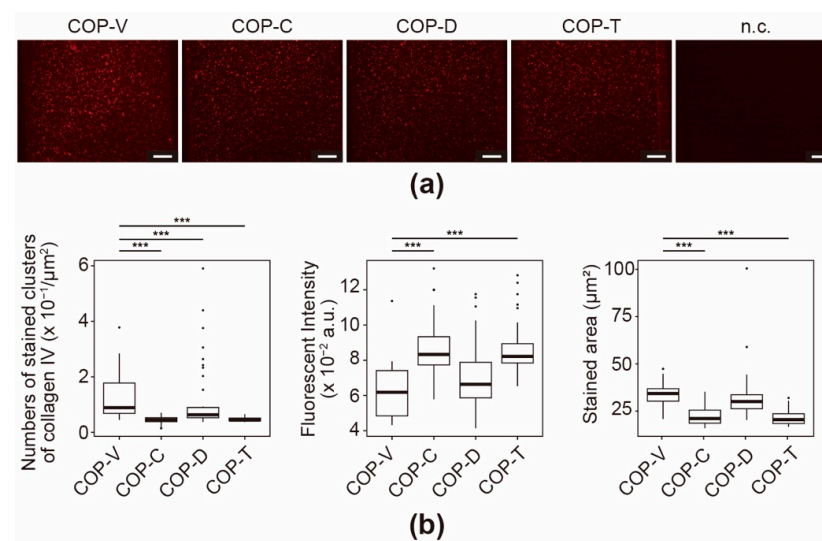 COP-V COP-C COP-D COP-T n.c.
(a)
Numbers of stained clusters
of collagen IV (x 10⁻¹/μm²)
***
***
***
6
4
2
0
COP-V COP-C COP-D COP-T
Fluorescent Intensity
(x 10⁻² a.u.)
***
***
12
10
8
6
4
COP-V COP-C COP-D COP-T
Stained area (μm²)
***
***
100
75
50
25
COP-V COP-C COP-D COP-T
(b)